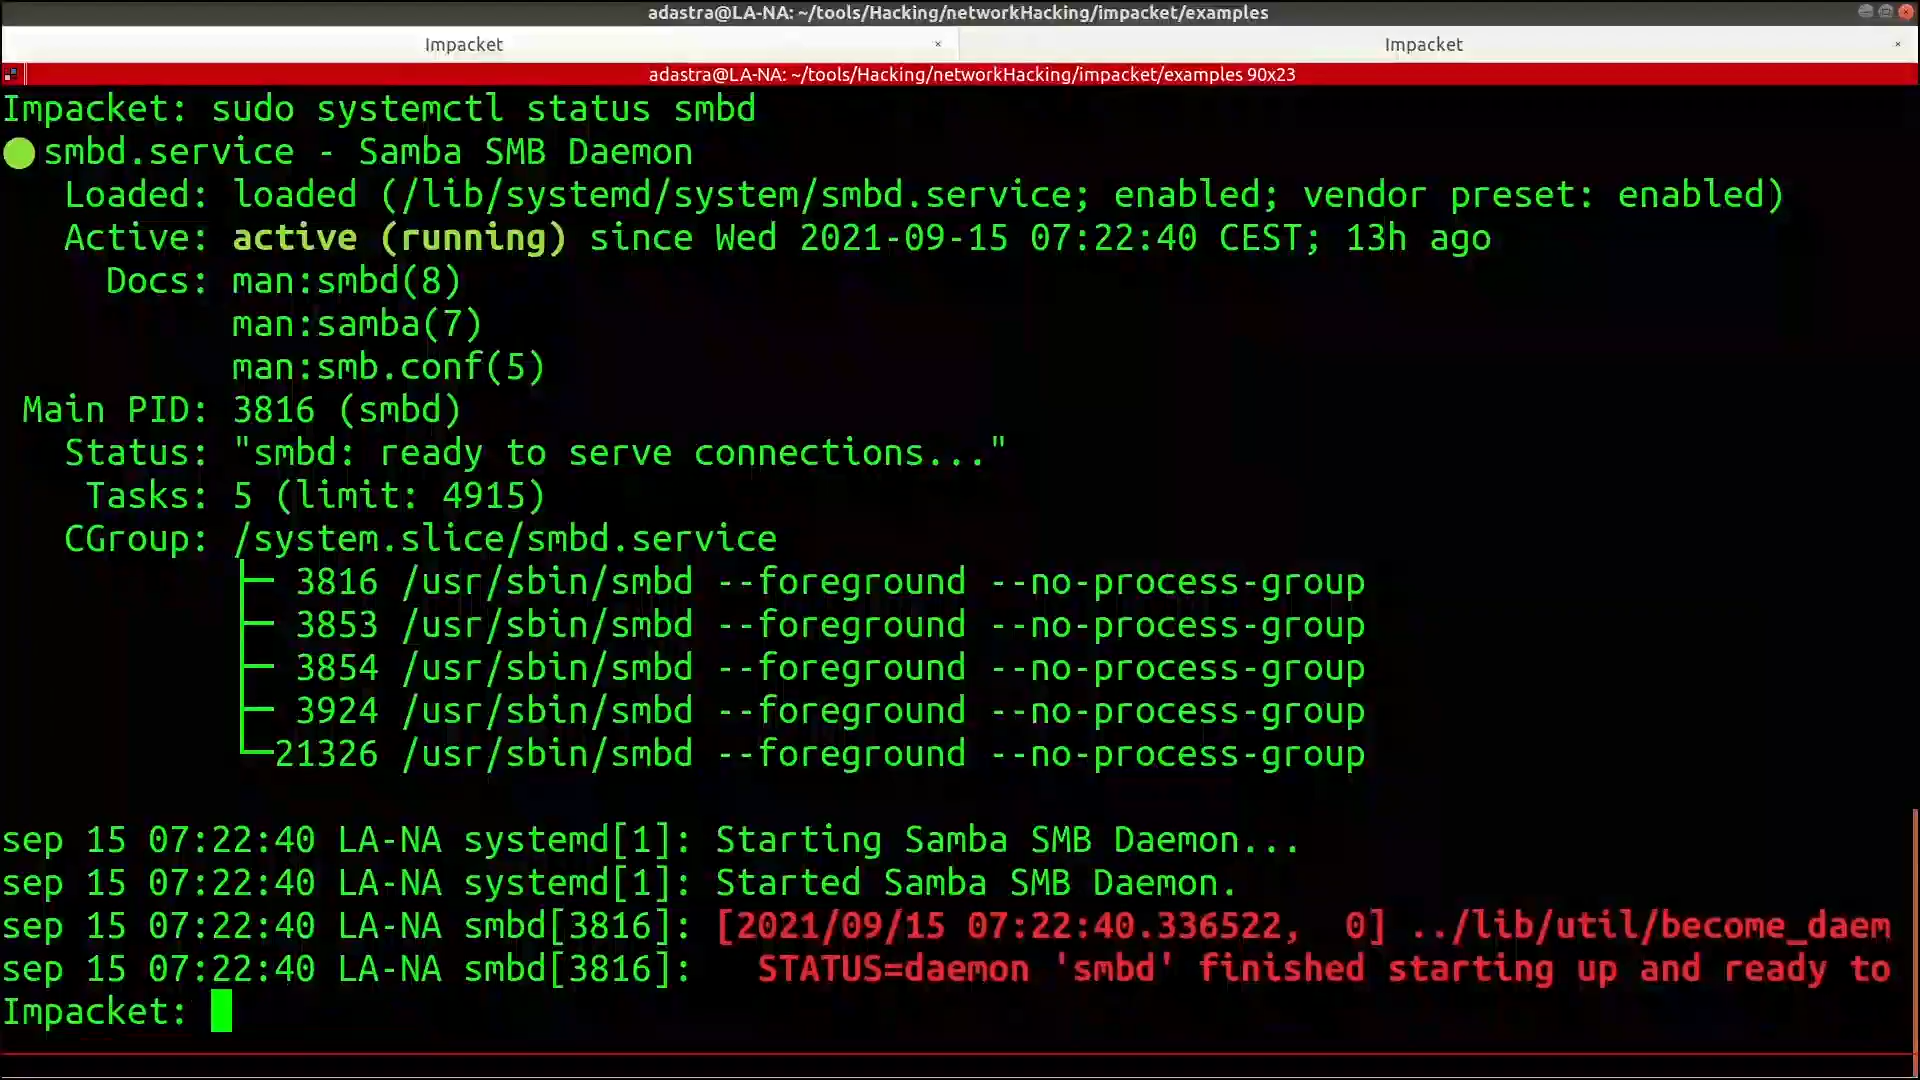 adastra@LA-NA: ~/tools/Hacking/networkHacking/impacket/examples
Impacket × Impacket ×
adastra@LA-NA: ~/tools/Hacking/networkHacking/impacket/examples 90x23
Impacket: sudo systemctl status smbd
● smbd.service - Samba SMB Daemon
   Loaded: loaded (/lib/systemd/system/smbd.service; enabled; vendor preset: enabled)
   Active: active (running) since Wed 2021-09-15 07:22:40 CEST; 13h ago
     Docs: man:smbd(8)
           man:samba(7)
           man:smb.conf(5)
 Main PID: 3816 (smbd)
   Status: "smbd: ready to serve connections..."
    Tasks: 5 (limit: 4915)
   CGroup: /system.slice/smbd.service
           ├─ 3816 /usr/sbin/smbd --foreground --no-process-group
           ├─ 3853 /usr/sbin/smbd --foreground --no-process-group
           ├─ 3854 /usr/sbin/smbd --foreground --no-process-group
           ├─ 3924 /usr/sbin/smbd --foreground --no-process-group
           └─21326 /usr/sbin/smbd --foreground --no-process-group
sep 15 07:22:40 LA-NA systemd[1]: Starting Samba SMB Daemon...
sep 15 07:22:40 LA-NA systemd[1]: Started Samba SMB Daemon.
sep 15 07:22:40 LA-NA smbd[3816]: [2021/09/15 07:22:40.336522,  0] ../lib/util/become_daem
sep 15 07:22:40 LA-NA smbd[3816]:   STATUS=daemon 'smbd' finished starting up and ready to
Impacket: